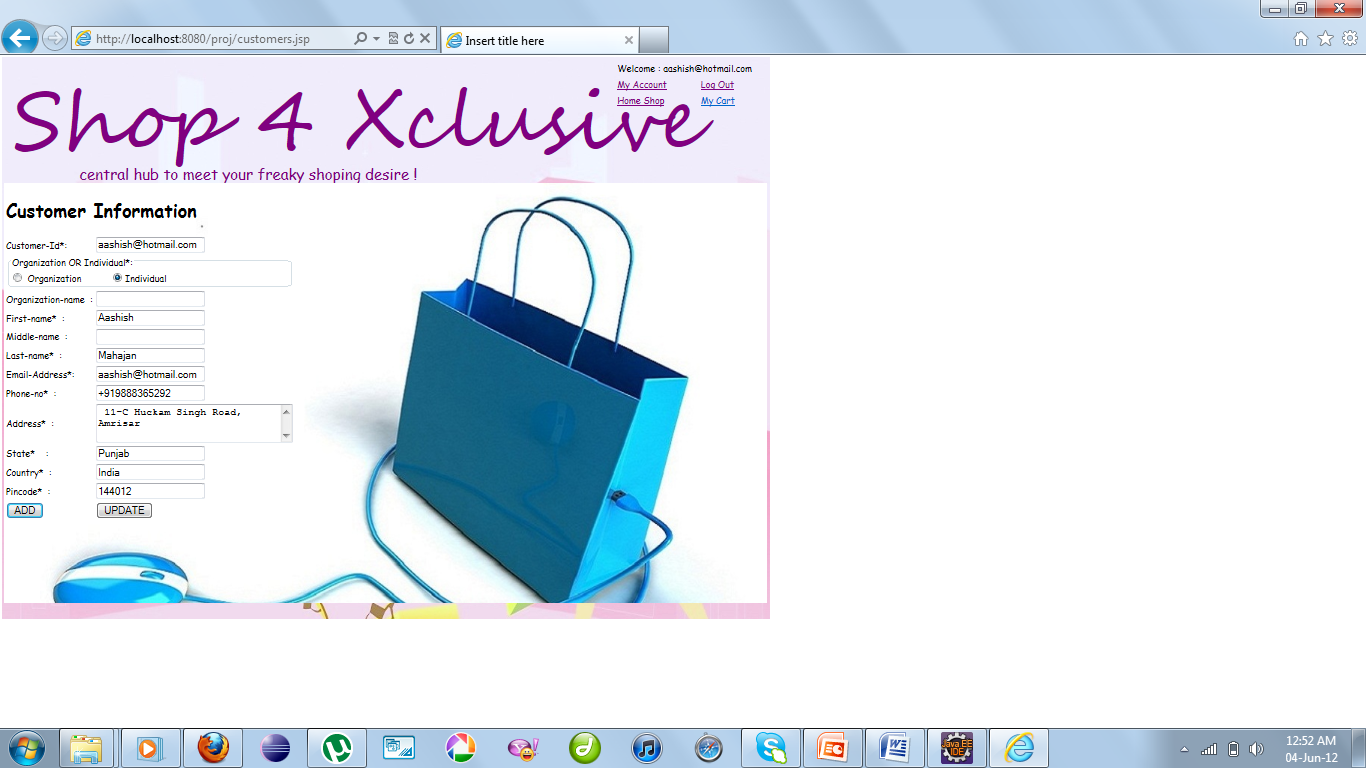 http://localhost:8080/proj/customers.jsp
Insert title here
Welcome : aashish@hotmail.com
My Account Log Out
Home Shop My Cart
Shop 4 Xclusive
central hub to meet your freaky shoping desire !
Customer Information
Customer-Id*: aashish@hotmail.com
Organization OR Individual*:
Organization Individual
Organization-name :
First-name* : Aashish
Middle-name :
Last-name* : Mahajan
Email-Address*: aashish@hotmail.com
Phone-no* : +919888365292
Address* : 11-C Huckam Singh Road,
Amrisar
State* : Punjab
Country* : India
Pincode* : 144012
ADD UPDATE
Java EE
IDE
12:52 AM
04-Jun-12